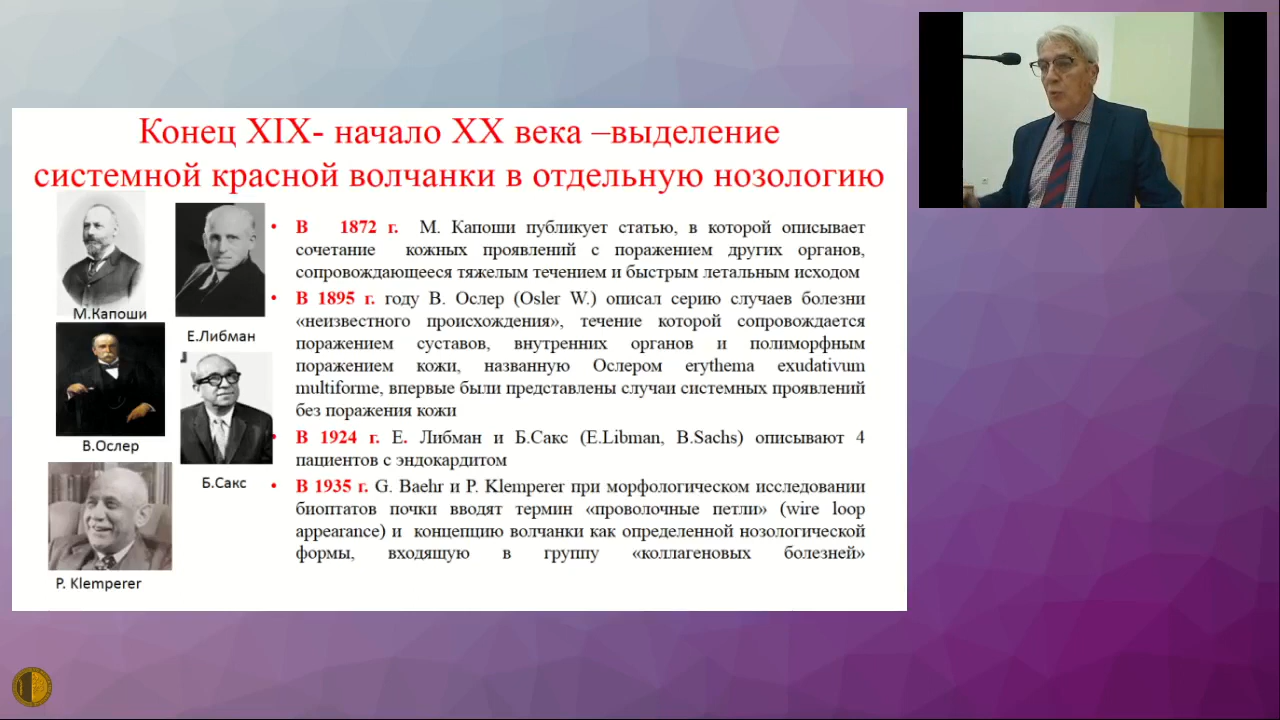 Конец XIX- начало XX века –выделение
системной красной волчанки в отдельную нозологию
М.Капоши
Е.Либман
В.Ослер
Б.Сакс
P. Klemperer
• В 1872 г. М. Капоши публикует статью, в которой описывает
сочетание кожных проявлений с поражением других органов,
сопровождающееся тяжелым течением и быстрым летальным исходом
• В 1895 г. году В. Ослер (Osler W.) описал серию случаев болезни
«неизвестного происхождения», течение которой сопровождается
поражением суставов, внутренних органов и полиморфным
поражением кожи, названную Ослером erythema exudativum
multiforme, впервые были представлены случаи системных проявлений
без поражения кожи
• В 1924 г. Е. Либман и Б.Сакс (E.Libman, B.Sachs) описывают 4
пациентов с эндокардитом
• В 1935 г. G. Baehr и P. Klemperer при морфологическом исследовании
биоптатов почки вводят термин «проволочные петли» (wire loop
appearance) и концепцию волчанки как определенной нозологической
формы, входящую в группу «коллагеновых болезней»